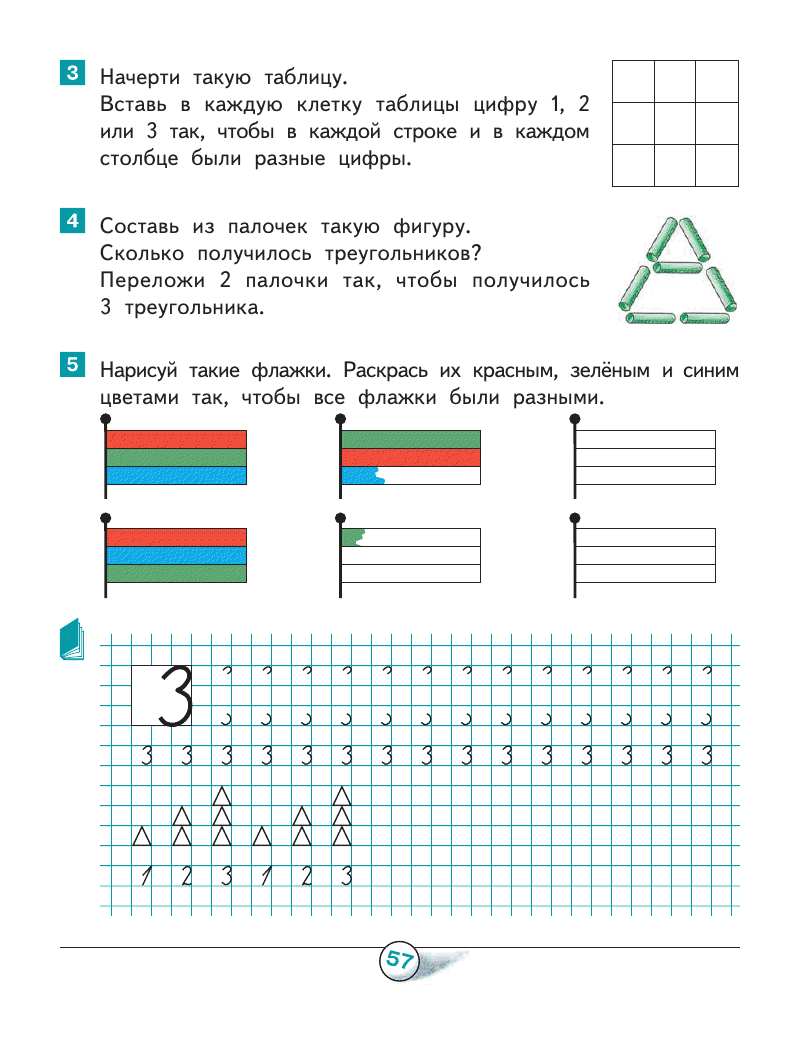 3 Начерти такую таблицу.
Вставь в каждую клетку таблицы цифру 1, 2
или 3 так, чтобы в каждой строке и в каждом
столбце были разные цифры.
4 Составь из палочек такую фигуру.
Сколько получилось треугольников?
Переложи 2 палочки так, чтобы получилось
3 треугольника.
5 Нарисуй такие флажки. Раскрась их красным, зелёным и синим
цветами так, чтобы все флажки были разными.
3
3 3 3 3 3 3 3 3 3 3 3 3 3 3 3
1 2 3 1 2 3
57